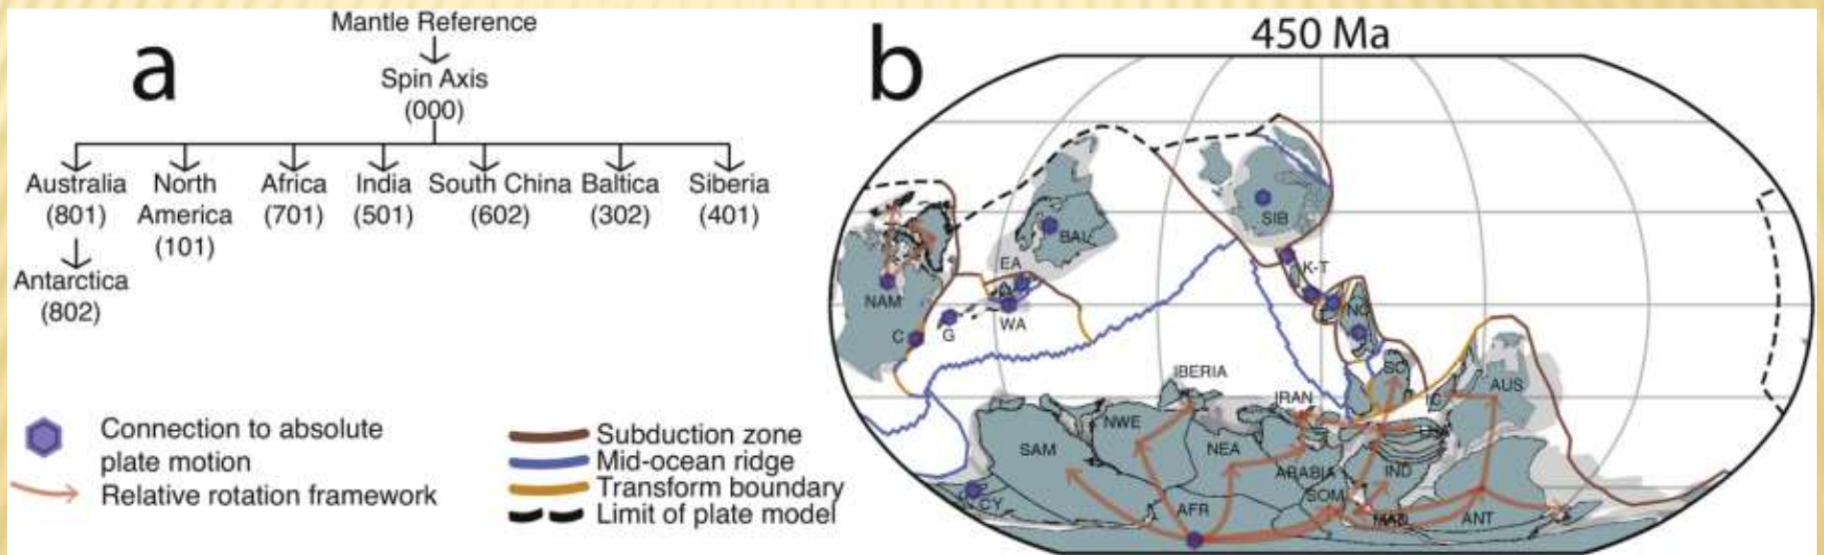 a
Mantle Reference
Spin Axis
(000)
Australia
(801)
North
America
(101)
Africa
(701)
India
(501)
South China
(602)
Baltica
(302)
Siberia
(401)
Antarctica
(802)
Connection to absolute
plate motion
Relative rotation framework
Subduction zone
Mid-ocean ridge
Transform boundary
Limit of plate model
b
450 Ma
SIB
BAL
EA
K-T
NAM
NC
WA
C
G
IBERIA
SC
AUS
IRAN
IC
NWE
SAM
NEA
ARABIA
IND
SOM
CY
AFR
MAD
ANT